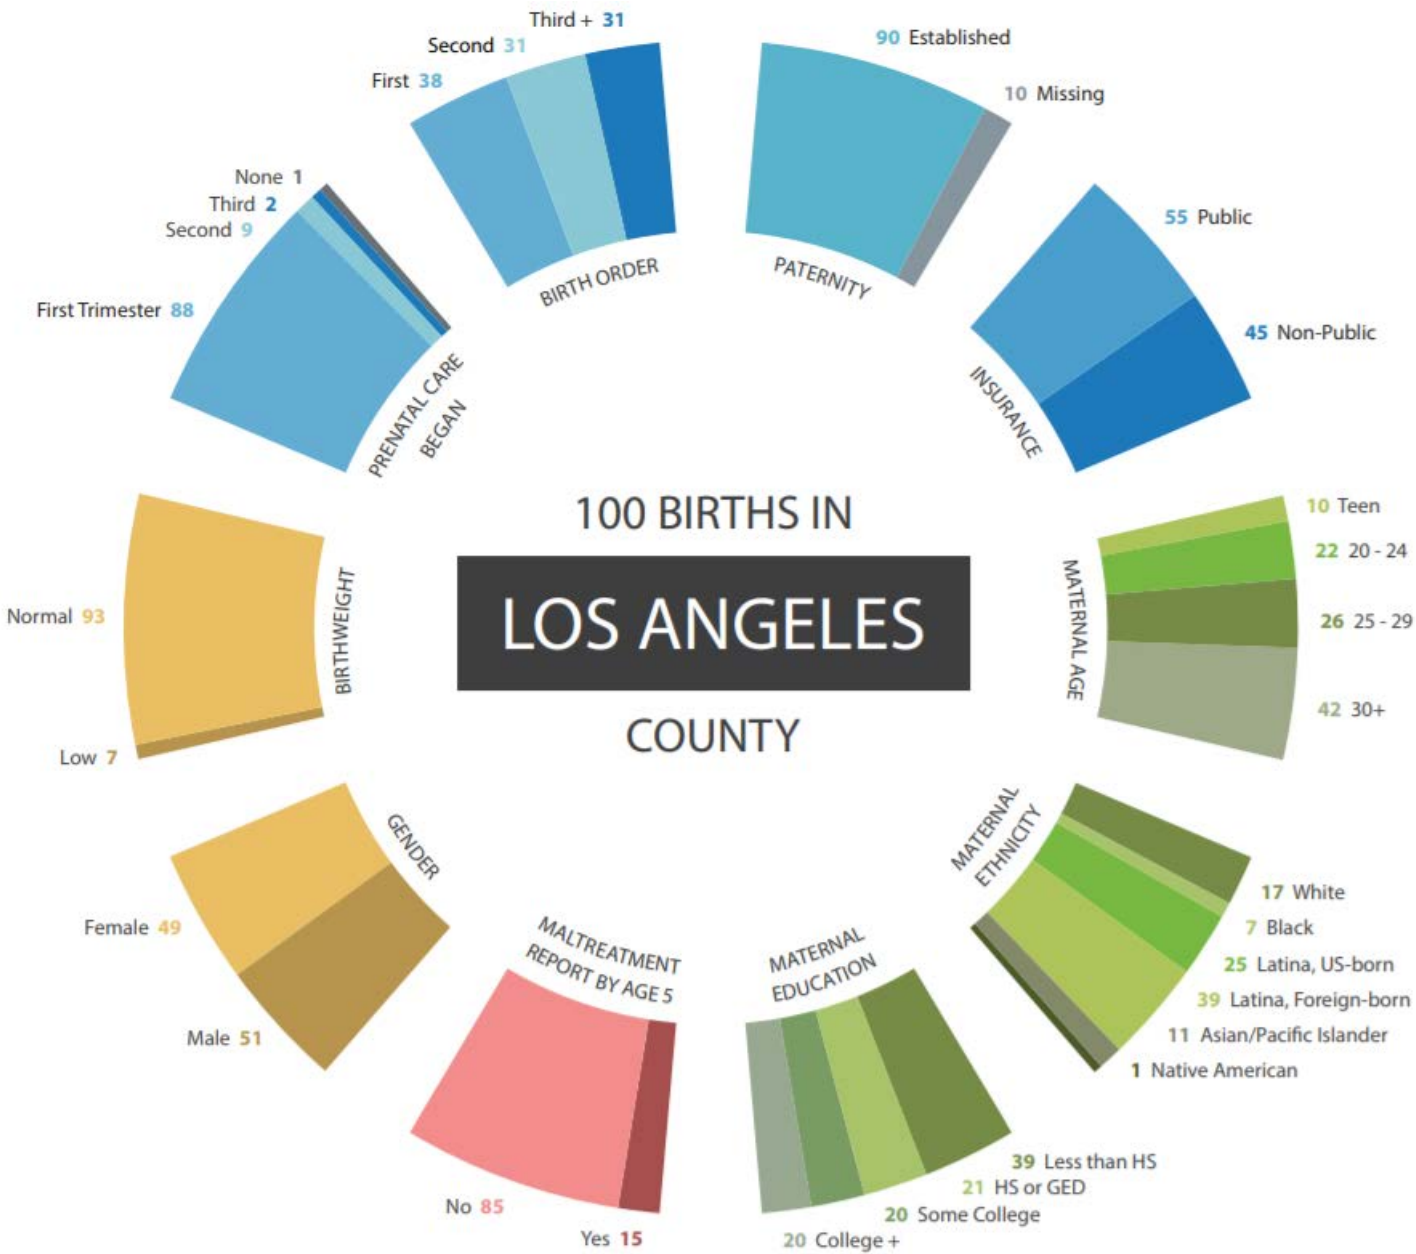 Third + 31
Second 31
First 38
BIRTH ORDER
90 Established
10 Missing
PATERNITY
55 Public
45 Non-Public
INSURANCE
None 1
Third 2
Second 9
First Trimester 88
PRENATAL CARE
BEGAN
10 Teen
22 20 - 24
26 25 - 29
42 30+
MATERNAL AGE
Normal 93
Low 7
BIRTHWEIGHT
100 BIRTHS IN
LOS ANGELES
COUNTY
MATERNAL
ETHNICITY
17 White
7 Black
25 Latina, US-born
39 Latina, Foreign-born
11 Asian/Pacific Islander
1 Native American
GENDER
Female 49
Male 51
MALTREATMENT
REPORT BY AGE 5
No 85
Yes 15
MATERNAL
EDUCATION
39 Less than HS
21 HS or GED
20 Some College
20 College +